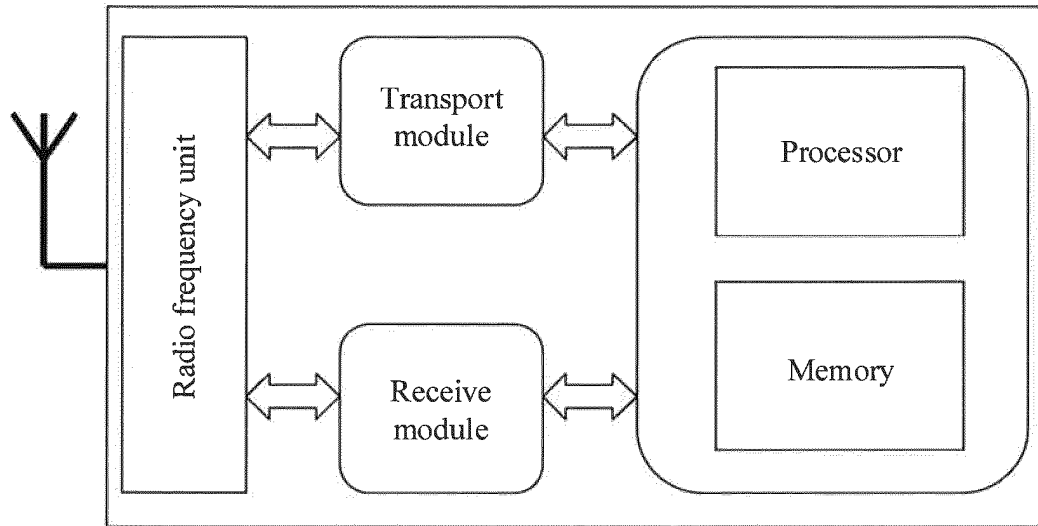 Radio frequency unit
Transport
module
Receive
module
Processor
Memory